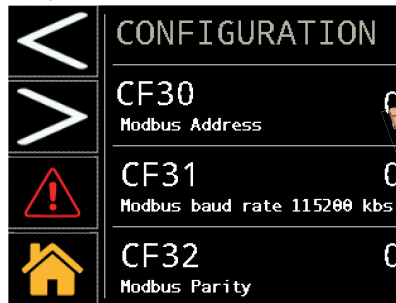 CONFIGURATION
CF30
Modbus Address
CF31
Modbus baud rate 115200 kbs
CF32
Modbus Parity